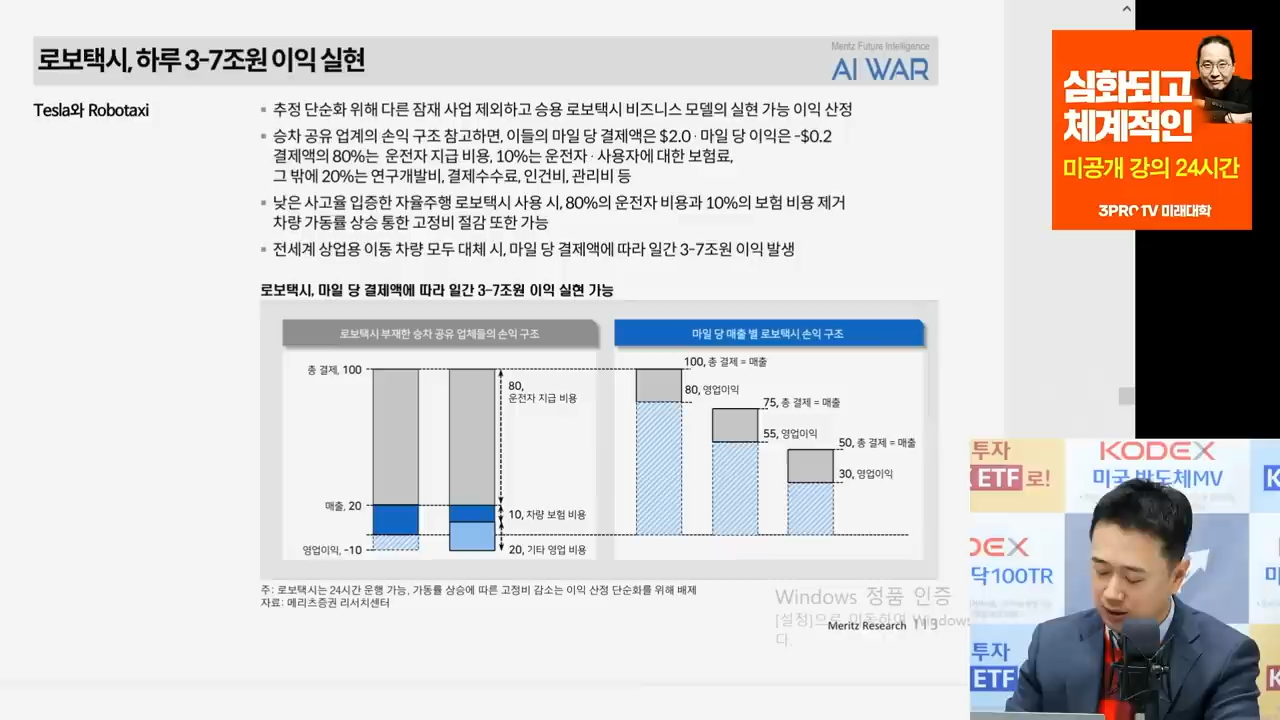 로보택시, 하루 3-7조원 이익 실현
Mentz Future Intelligence
AI WAR
Tesla와 Robotaxi
▪ 추정 단순화 위해 다른 잠재 사업 제외하고 승용 로보택시 비즈니스 모델의 실현 가능 이익 산정
▪ 승차 공유 업계의 손익 구조 참고하면, 이들의 마일 당 결제액은 $2.0 · 마일 당 이익은 -$0.2
결제액의 80%는 운전자 지급 비용, 10%는 운전자 · 사용자에 대한 보험료,
그 밖에 20%는 연구개발비, 결제수수료, 인건비, 관리비 등
▪ 낮은 사고율 입증한 자율주행 로보택시 사용 시, 80%의 운전자 비용과 10%의 보험 비용 제거
차량 가동률 상승 통한 고정비 절감 또한 가능
▪ 전세계 상업용 이동 차량 모두 대체 시, 마일 당 결제액에 따라 일간 3-7조원 이익 발생
로보택시, 마일 당 결제액에 따라 일간 3-7조원 이익 실현 가능
로보택시 부재한 승차 공유 업체들의 손익 구조
총 결제, 100
80,
운전자 지급 비용
매출, 20
10, 차량 보험 비용
영업이익, -10
20, 기타 영업 비용
마일 당 매출 별 로보택시 손익 구조
100, 총 결제 = 매출
80, 영업이익
75, 총 결제 = 매출
55, 영업이익
50, 총 결제 = 매출
30, 영업이익
주: 로보택시는 24시간 운행 가능, 가동률 상승에 따른 고정비 감소는 이익 산정 단순화를 위해 배제
자료: 메리츠증권 리서치센터
Windows 정품 인증
[설정]으로 이동하여 Windows
다.
Meritz Research 113
심화되고
체계적인
미공개 강의 24시간
3PRO TV 미래대학
투자
ETF로!
KODEX
미국 반도체MV
DEX
닥100TR
투자
ETF